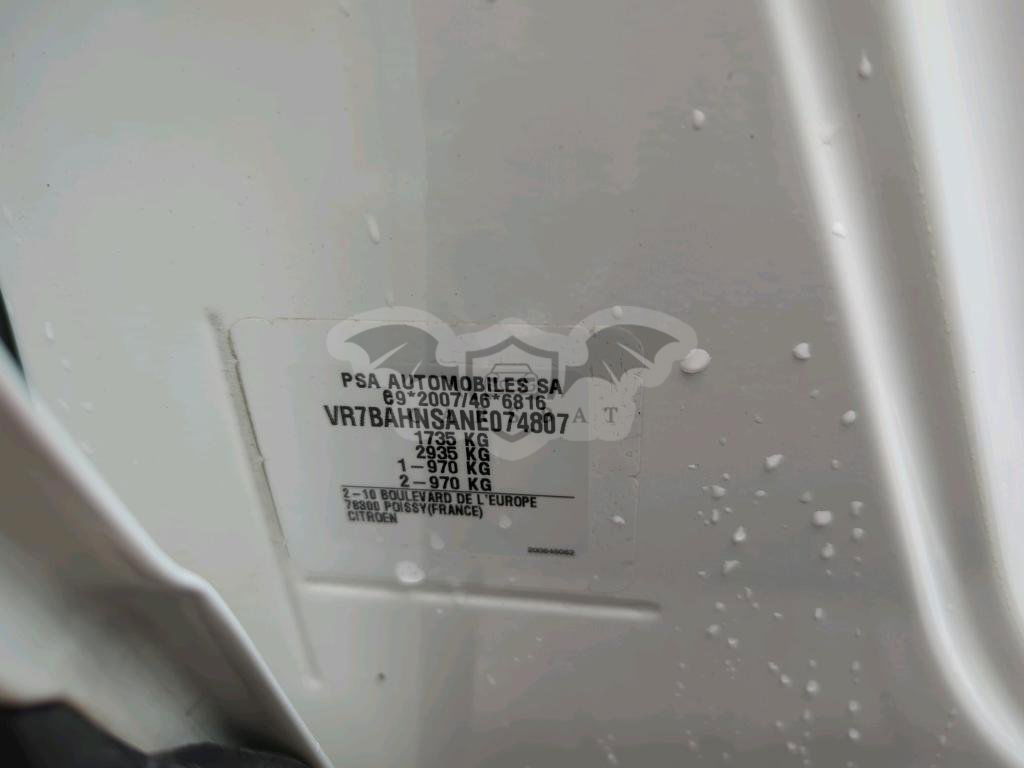 PSA AUTOMOBILES SA
e9*2007/46*6816
VR7BAHNSANE074807
A T
1735 KG
2935 KG
1-970 KG
2-970 KG
2-10 BOULEVARD DE L'EUROPE
78300 POISSY(FRANCE)
CITROEN